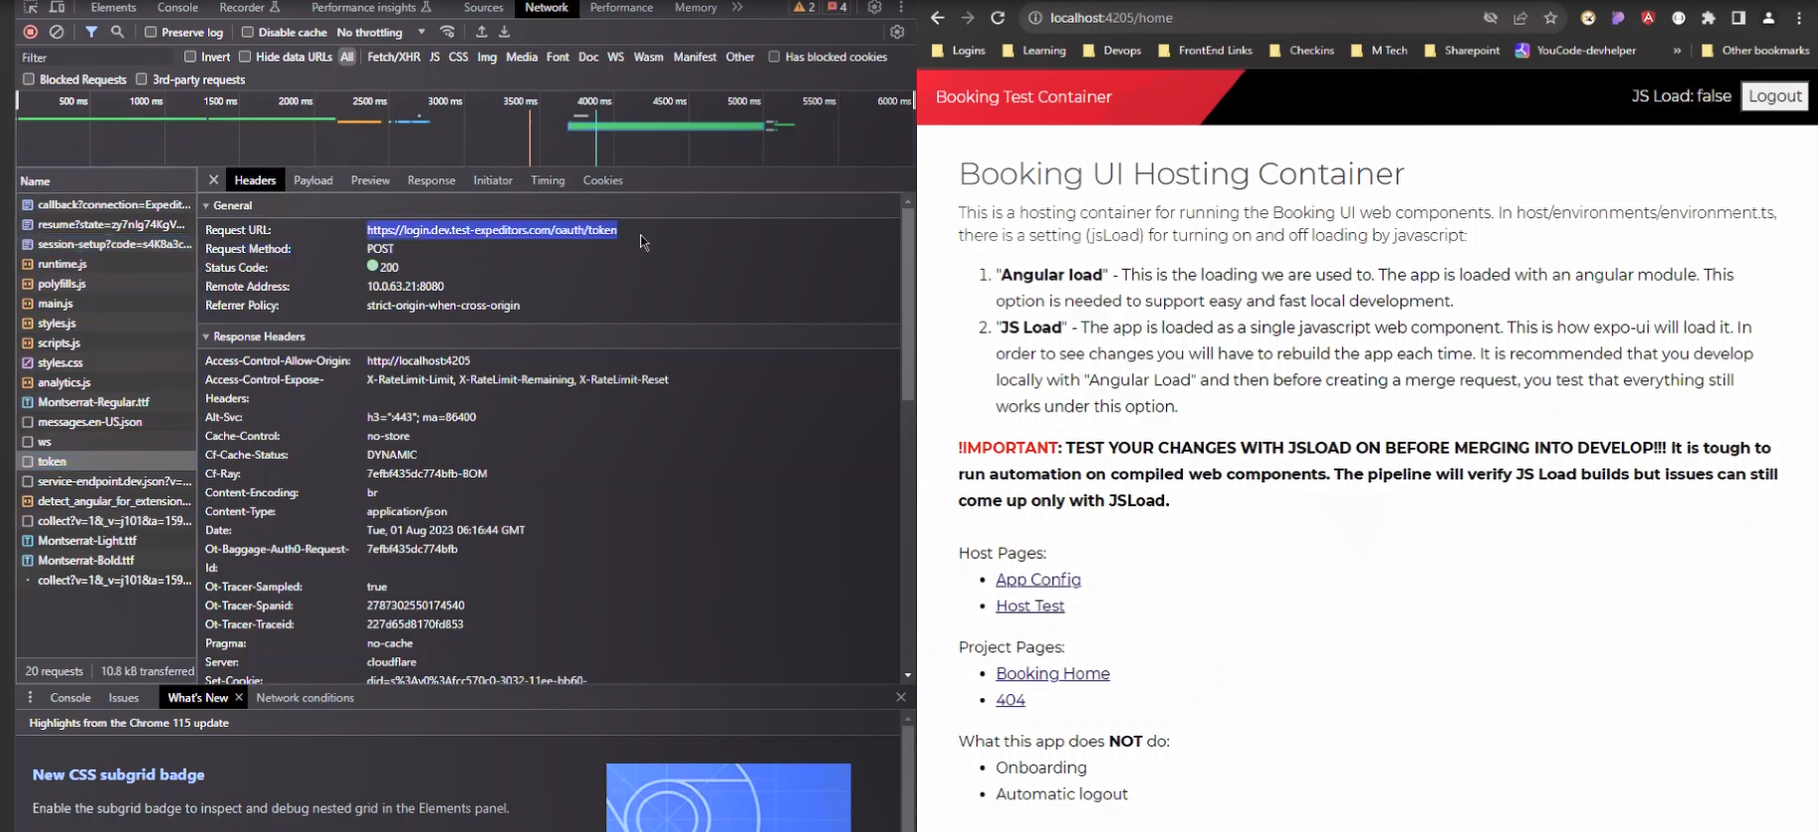 Elements Console Recorder Performance insights Sources Network Performance Memory » 2 4
Preserve log Disable cache No throttling
Filter Invert Hide data URLs All Fetch/XHR JS CSS Img Media Font Doc WS Wasm Manifest Other Has blocked cookies
Blocked Requests 3rd-party requests
500 ms 1000 ms 1500 ms 2000 ms 2500 ms 3000 ms 3500 ms 4000 ms 4500 ms 5000 ms 5500 ms 6000 ms
Name
callback?connection=Expedit...
resume?state=zy7nIg74KgV...
session-setup?code=s4K8a3c...
runtime.js
polyfills.js
main.js
styles.js
scripts.js
styles.css
analytics.js
Montserrat-Regular.ttf
messages.en-US.json
ws
token
service-endpoint.dev.json?v=...
detect_angular_for_extension...
collect?v=1&_v=j101&a=159...
Montserrat-Light.ttf
Montserrat-Bold.ttf
collect?v=1&_v=j101&a=159...
20 requests 10.8 kB transferred
Headers Payload Preview Response Initiator Timing Cookies
General
Request URL: https://login.dev.test-expeditors.com/oauth/token
Request Method: POST
Status Code: 200
Remote Address: 10.0.63.21:8080
Referrer Policy: strict-origin-when-cross-origin
Response Headers
Access-Control-Allow-Origin: http://localhost:4205
Access-Control-Expose- X-RateLimit-Limit, X-RateLimit-Remaining, X-RateLimit-Reset
Headers:
Alt-Svc: h3=":443"; ma=86400
Cache-Control: no-store
Cf-Cache-Status: DYNAMIC
Cf-Ray: 7efbf435dc774bfb-BOM
Content-Encoding: br
Content-Type: application/json
Date: Tue, 01 Aug 2023 06:16:44 GMT
Ot-Baggage-Auth0-Request- 7efbf435dc774bfb
Id:
Ot-Tracer-Sampled: true
Ot-Tracer-Spanid: 2787302550174540
Ot-Tracer-Traceid: 227d65d8170fd853
Pragma: no-cache
Server: cloudflare
Set-Cookie: did=s%3Av0%3Afcc570c0-3032-11ee-bb60-
Console Issues What's New Network conditions
Highlights from the Chrome 115 update
New CSS subgrid badge
Enable the subgrid badge to inspect and debug nested grid in the Elements panel.
localhost:4205/home
Logins Learning Devops FrontEnd Links Checkins M Tech Sharepoint YouCode-devhelper » Other bookmarks
Booking Test Container JS Load: false Logout
Booking UI Hosting Container
This is a hosting container for running the Booking UI web components. In host/environments/environment.ts,
there is a setting (jsLoad) for turning on and off loading by javascript:
1. "Angular load" - This is the loading we are used to. The app is loaded with an angular module. This
option is needed to support easy and fast local development.
2. "JS Load" - The app is loaded as a single javascript web component. This is how expo-ui will load it. In
order to see changes you will have to rebuild the app each time. It is recommended that you develop
locally with "Angular Load" and then before creating a merge request, you test that everything still
works under this option.
!IMPORTANT: TEST YOUR CHANGES WITH JSLOAD ON BEFORE MERGING INTO DEVELOP!!! It is tough to
run automation on compiled web components. The pipeline will verify JS Load builds but issues can still
come up only with JSLoad.
Host Pages:
• App Config
• Host Test
Project Pages:
• Booking Home
• 404
What this app does NOT do:
• Onboarding
• Automatic logout